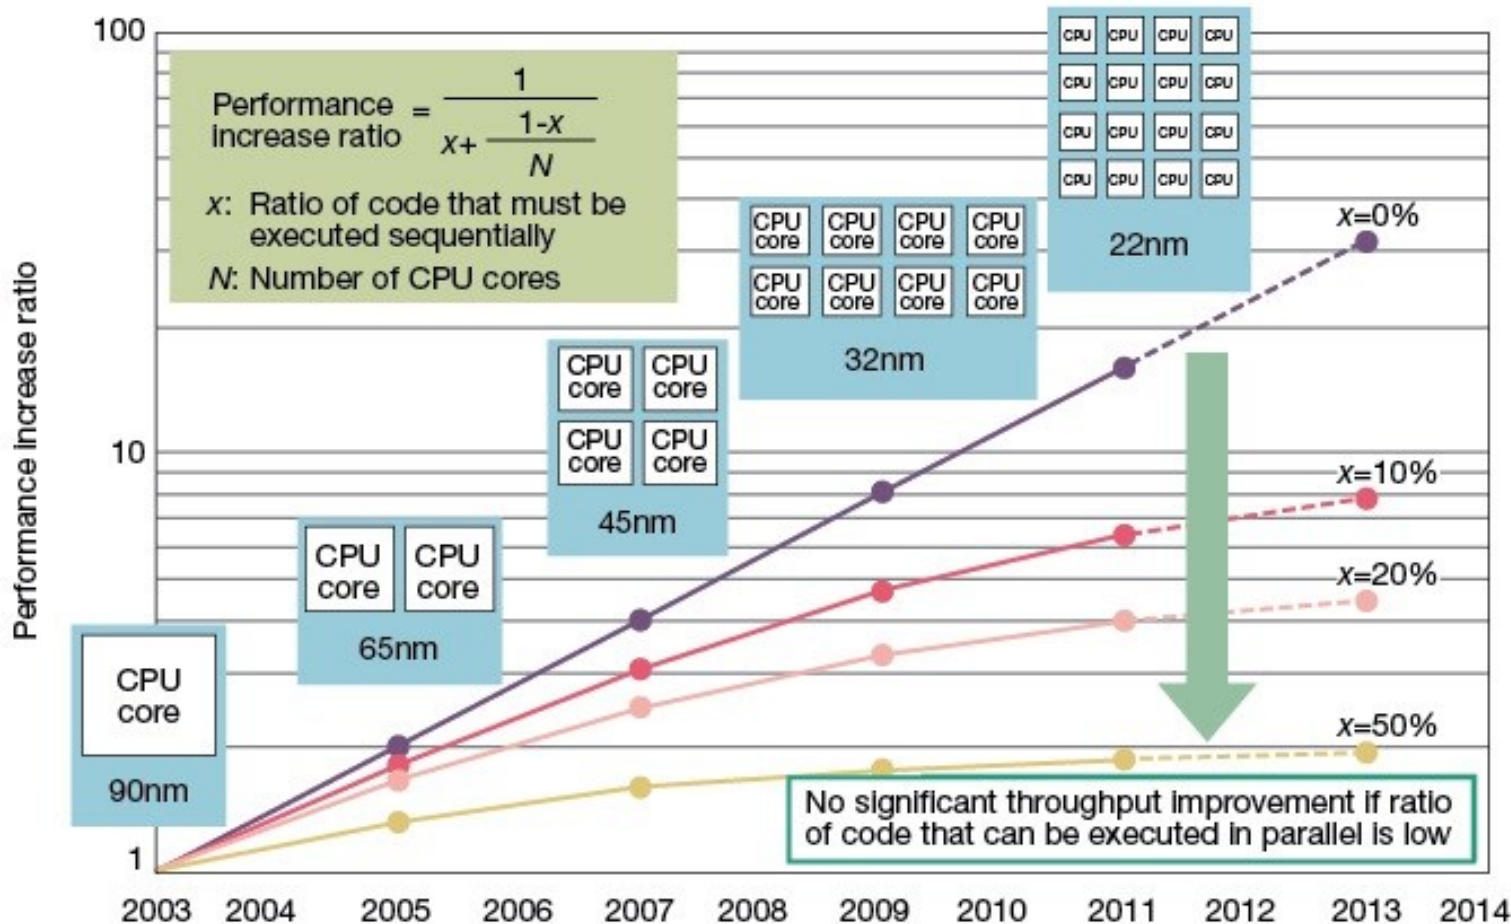 100
10
1
Performance increase ratio
Performance
increase ratio
=
1
x+
1-x
N
x: Ratio of code that must be
executed sequentially
N: Number of CPU cores
CPU
core
90nm
CPU
core
CPU
core
65nm
CPU
core
CPU
core
CPU
core
CPU
core
45nm
CPU
core
CPU
core
CPU
core
CPU
core
CPU
core
CPU
core
CPU
core
CPU
core
32nm
CPU CPU CPU CPU
CPU CPU CPU CPU
CPU CPU CPU CPU
CPU CPU CPU CPU
22nm
x=0%
x=10%
x=20%
x=50%
No significant throughput improvement if ratio
of code that can be executed in parallel is low
2003 2004 2005 2006 2007 2008 2009 2010 2011 2012 2013 2014